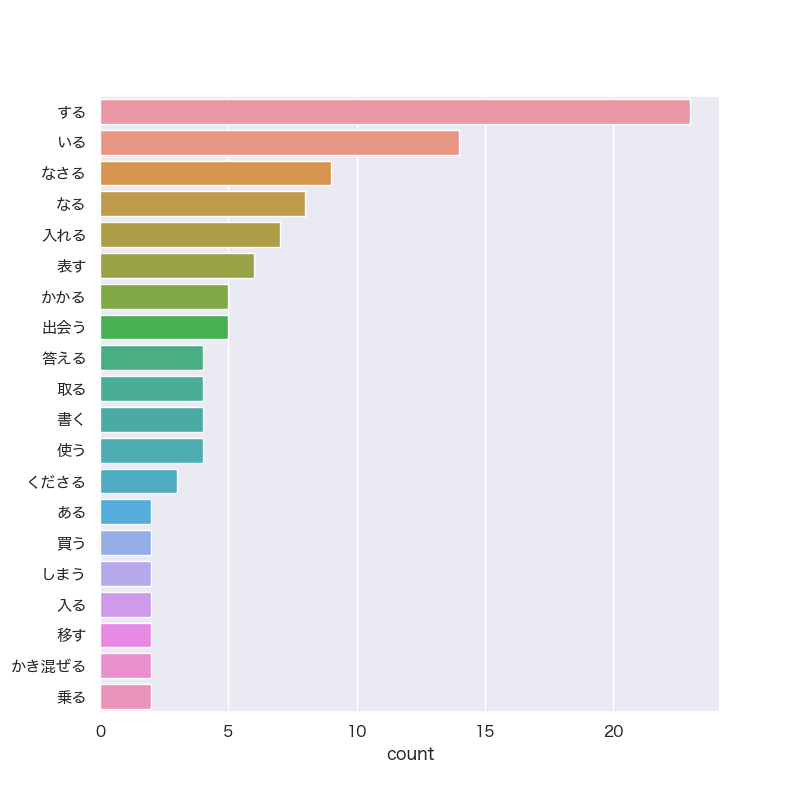 する
いる
なさる
なる
入れる
表す
かかる
出会う
答える
取る
書く
使う
くださる
ある
買う
しまう
入る
移す
かき混ぜる
乗る
0 5 10 15 20
count